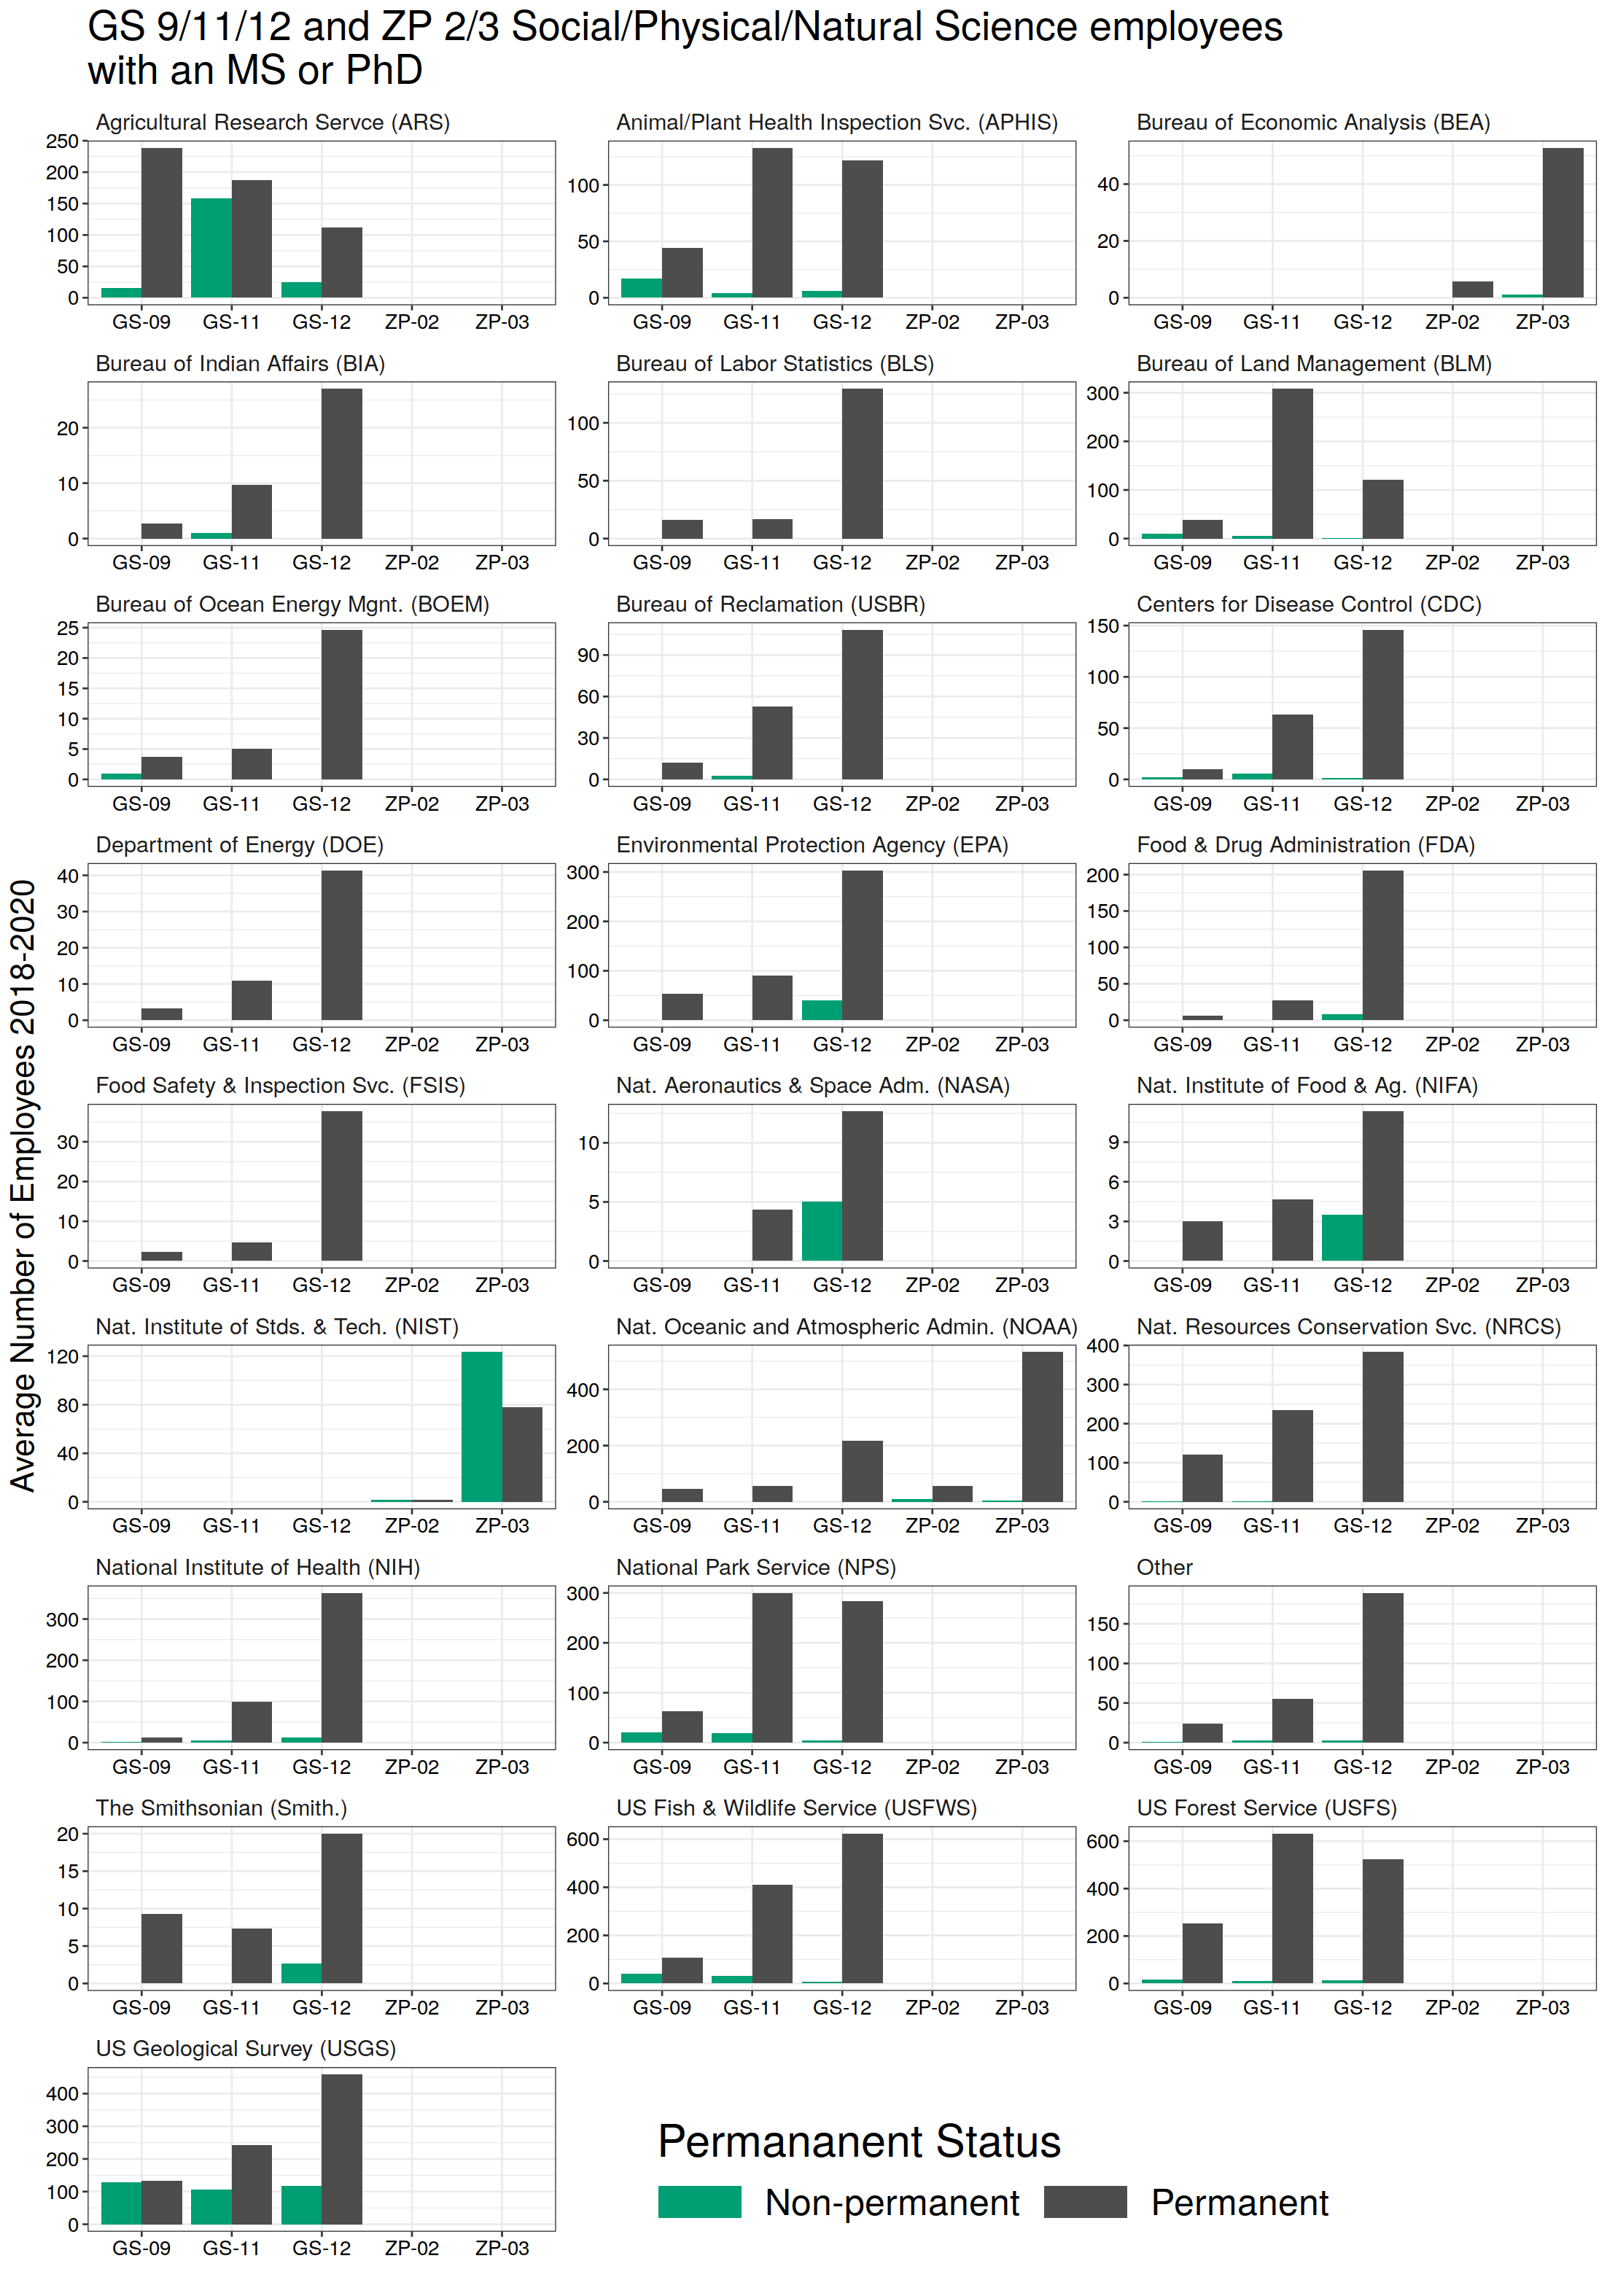 GS 9/11/12 and ZP 2/3 Social/Physical/Natural Science employees
with an MS or PhD
Average Number of Employees 2018-2020
Agricultural Research Servce (ARS)
250
200
150
100
50
0
GS-09 GS-11 GS-12 ZP-02 ZP-03
Animal/Plant Health Inspection Svc. (APHIS)
100
50
0
GS-09 GS-11 GS-12 ZP-02 ZP-03
Bureau of Economic Analysis (BEA)
40
20
0
GS-09 GS-11 GS-12 ZP-02 ZP-03
Bureau of Indian Affairs (BIA)
20
10
0
GS-09 GS-11 GS-12 ZP-02 ZP-03
Bureau of Labor Statistics (BLS)
100
50
0
GS-09 GS-11 GS-12 ZP-02 ZP-03
Bureau of Land Management (BLM)
300
200
100
0
GS-09 GS-11 GS-12 ZP-02 ZP-03
Bureau of Ocean Energy Mgnt. (BOEM)
25
20
15
10
5
0
GS-09 GS-11 GS-12 ZP-02 ZP-03
Bureau of Reclamation (USBR)
90
60
30
0
GS-09 GS-11 GS-12 ZP-02 ZP-03
Centers for Disease Control (CDC)
150
100
50
0
GS-09 GS-11 GS-12 ZP-02 ZP-03
Department of Energy (DOE)
40
30
20
10
0
GS-09 GS-11 GS-12 ZP-02 ZP-03
Environmental Protection Agency (EPA)
300
200
100
0
GS-09 GS-11 GS-12 ZP-02 ZP-03
Food & Drug Administration (FDA)
200
150
100
50
0
GS-09 GS-11 GS-12 ZP-02 ZP-03
Food Safety & Inspection Svc. (FSIS)
30
20
10
0
GS-09 GS-11 GS-12 ZP-02 ZP-03
Nat. Aeronautics & Space Adm. (NASA)
10
5
0
GS-09 GS-11 GS-12 ZP-02 ZP-03
Nat. Institute of Food & Ag. (NIFA)
9
6
3
0
GS-09 GS-11 GS-12 ZP-02 ZP-03
Nat. Institute of Stds. & Tech. (NIST)
120
80
40
0
GS-09 GS-11 GS-12 ZP-02 ZP-03
Nat. Oceanic and Atmospheric Admin. (NOAA)
400
200
0
GS-09 GS-11 GS-12 ZP-02 ZP-03
Nat. Resources Conservation Svc. (NRCS)
400
300
200
100
0
GS-09 GS-11 GS-12 ZP-02 ZP-03
National Institute of Health (NIH)
300
200
100
0
GS-09 GS-11 GS-12 ZP-02 ZP-03
National Park Service (NPS)
300
200
100
0
GS-09 GS-11 GS-12 ZP-02 ZP-03
Other
150
100
50
0
GS-09 GS-11 GS-12 ZP-02 ZP-03
The Smithsonian (Smith.)
20
15
10
5
0
GS-09 GS-11 GS-12 ZP-02 ZP-03
US Fish & Wildlife Service (USFWS)
600
400
200
0
GS-09 GS-11 GS-12 ZP-02 ZP-03
US Forest Service (USFS)
600
400
200
0
GS-09 GS-11 GS-12 ZP-02 ZP-03
US Geological Survey (USGS)
400
300
200
100
0
GS-09 GS-11 GS-12 ZP-02 ZP-03
Permananent Status
Non-permanent Permanent